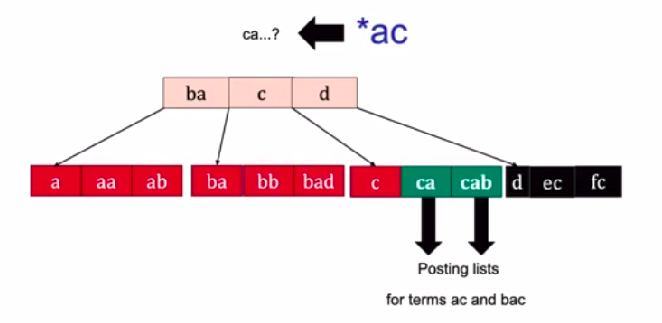 ca...? *ac
ba c d
a aa ab ba bb bad c ca cab d ec fc
Posting lists
for terms ac and bac